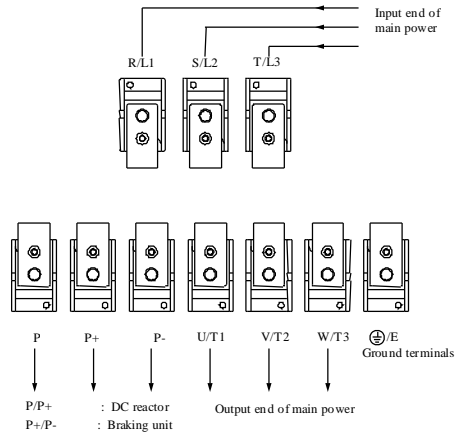 Input end of
main power
R/L1 S/L2 T/L3
P P+ P- U/T1 V/T2 W/T3 ⏚/E
Ground terminals
P/P+ : DC reactor
P+/P- : Braking unit
Output end of main power